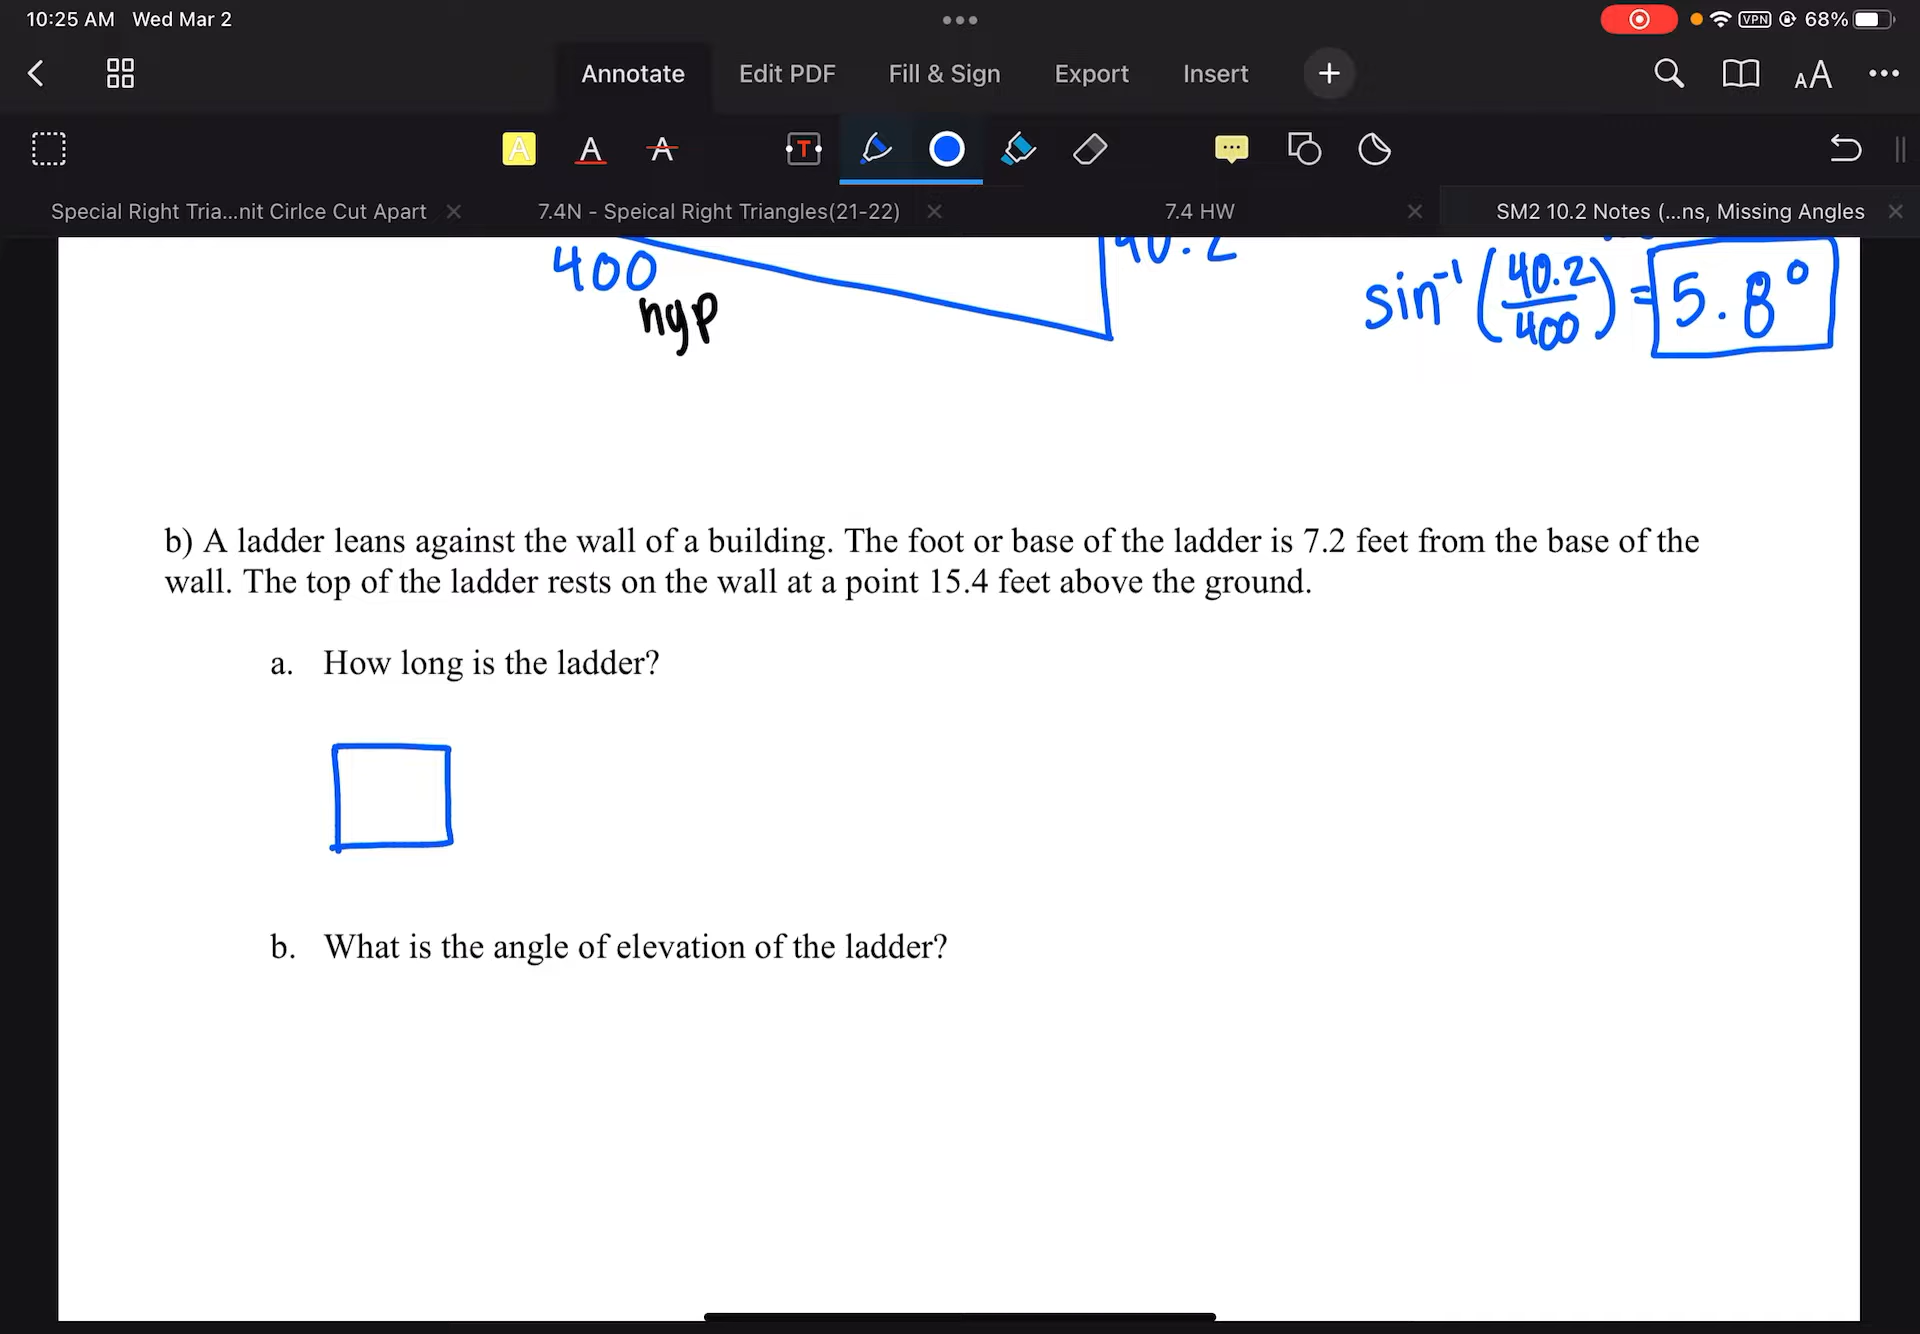 10:25 AM Wed Mar 2
VPN 68%
Annotate Edit PDF Fill & Sign Export Insert
AA
A A A T
Special Right Tria...nit Cirlce Cut Apart
7.4N - Speical Right Triangles(21-22)
7.4 HW
SM2 10.2 Notes (...ns, Missing Angles
400
hyp
40.2
sin⁻¹(40.2/400) = 5.8°
b) A ladder leans against the wall of a building. The foot or base of the ladder is 7.2 feet from the base of the
wall. The top of the ladder rests on the wall at a point 15.4 feet above the ground.
a. How long is the ladder?
b. What is the angle of elevation of the ladder?